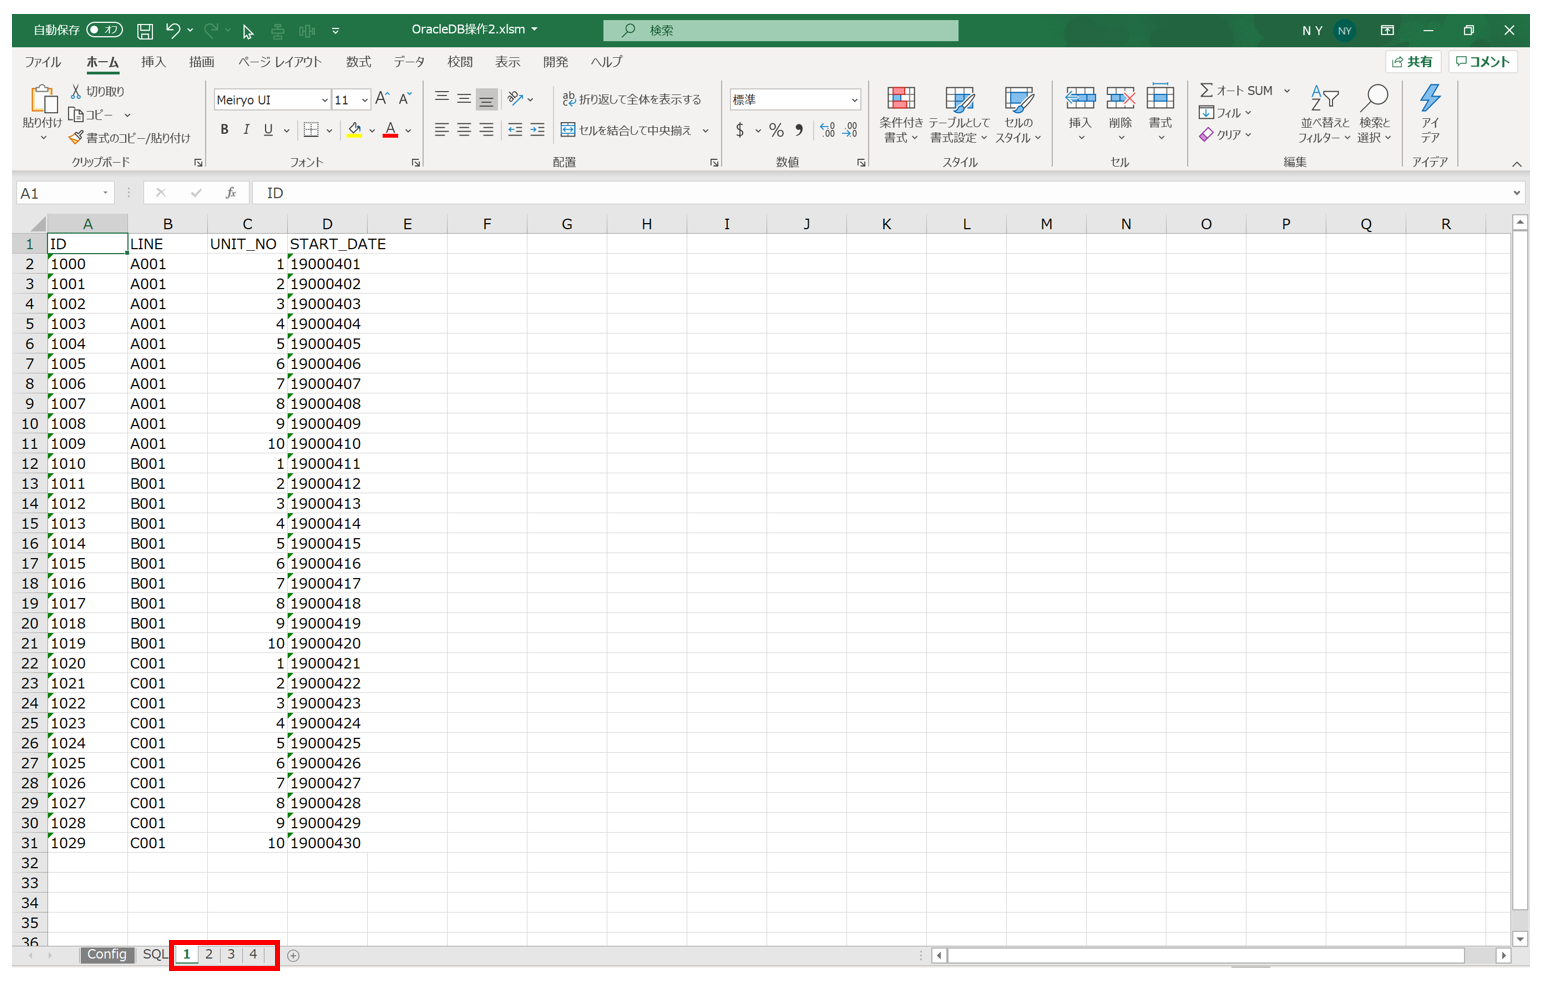 自動保存 オフ OracleDB操作2.xlsm 検索 N Y NY
ファイル ホーム 挿入 描画 ページ レイアウト 数式 データ 校閲 表示 開発 ヘルプ 共有 コメント
貼り付け 切り取り コピー 書式のコピー/貼り付け クリップボード
Meiryo UI 11 A A B I U A フォント
ab 折り返して全体を表示する セルを結合して中央揃え 配置
標準 $ % 9 .00 .00 数値
条件付き書式 テーブルとして書式設定 セルのスタイル スタイル
挿入 削除 書式 セル
Σ オート SUM フィル クリア 並べ替えとフィルター 検索と選択 編集
アイデア アイデア
A1 fx ID
A B C D E F G H I J K L M N O P Q R
1 ID LINE UNIT_NO START_DATE
2 1000 A001 1 19000401
3 1001 A001 2 19000402
4 1002 A001 3 19000403
5 1003 A001 4 19000404
6 1004 A001 5 19000405
7 1005 A001 6 19000406
8 1006 A001 7 19000407
9 1007 A001 8 19000408
10 1008 A001 9 19000409
11 1009 A001 10 19000410
12 1010 B001 1 19000411
13 1011 B001 2 19000412
14 1012 B001 3 19000413
15 1013 B001 4 19000414
16 1014 B001 5 19000415
17 1015 B001 6 19000416
18 1016 B001 7 19000417
19 1017 B001 8 19000418
20 1018 B001 9 19000419
21 1019 B001 10 19000420
22 1020 C001 1 19000421
23 1021 C001 2 19000422
24 1022 C001 3 19000423
25 1023 C001 4 19000424
26 1024 C001 5 19000425
27 1025 C001 6 19000426
28 1026 C001 7 19000427
29 1027 C001 8 19000428
30 1028 C001 9 19000429
31 1029 C001 10 19000430
32
33
34
35
36
Config SQL 1 2 3 4